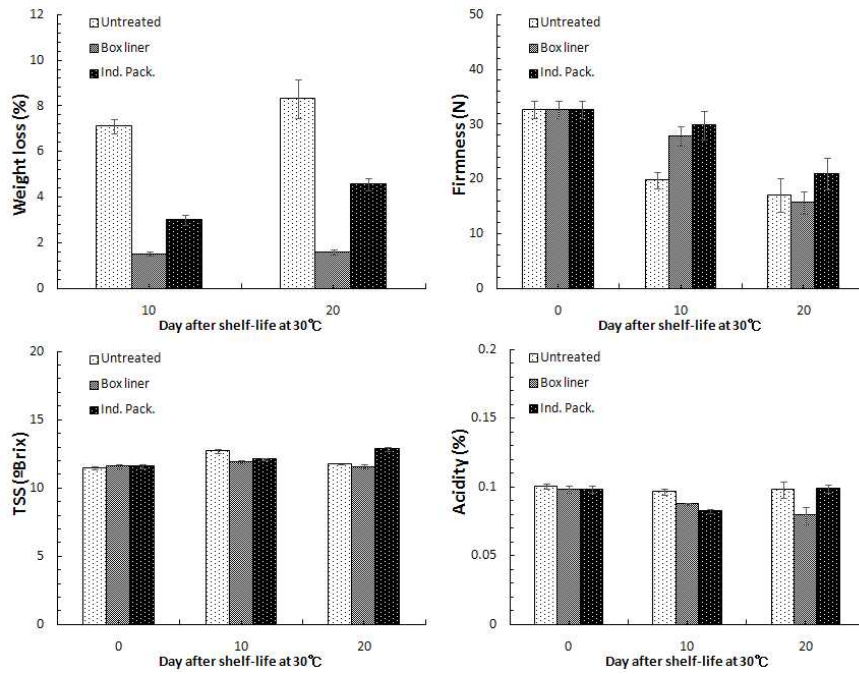 Weight loss (%)
12
10
8
6
4
2
0
Untreated
Box liner
Ind. Pack.
10
20
Day after shelf-life at 30℃
Firmness (N)
50
40
30
20
10
0
Untreated
Box liner
Ind. Pack.
0
10
20
Day after shelf-life at 30℃
TSS (ºBrix)
20
15
10
5
0
Untreated
Box liner
Ind. Pack.
0
10
20
Day after shelf-life at 30℃
Acidity (%)
0.2
0.15
0.1
0.05
0
Untreated
Box liner
Ind. Pack.
0
10
20
Day after shelf-life at 30℃